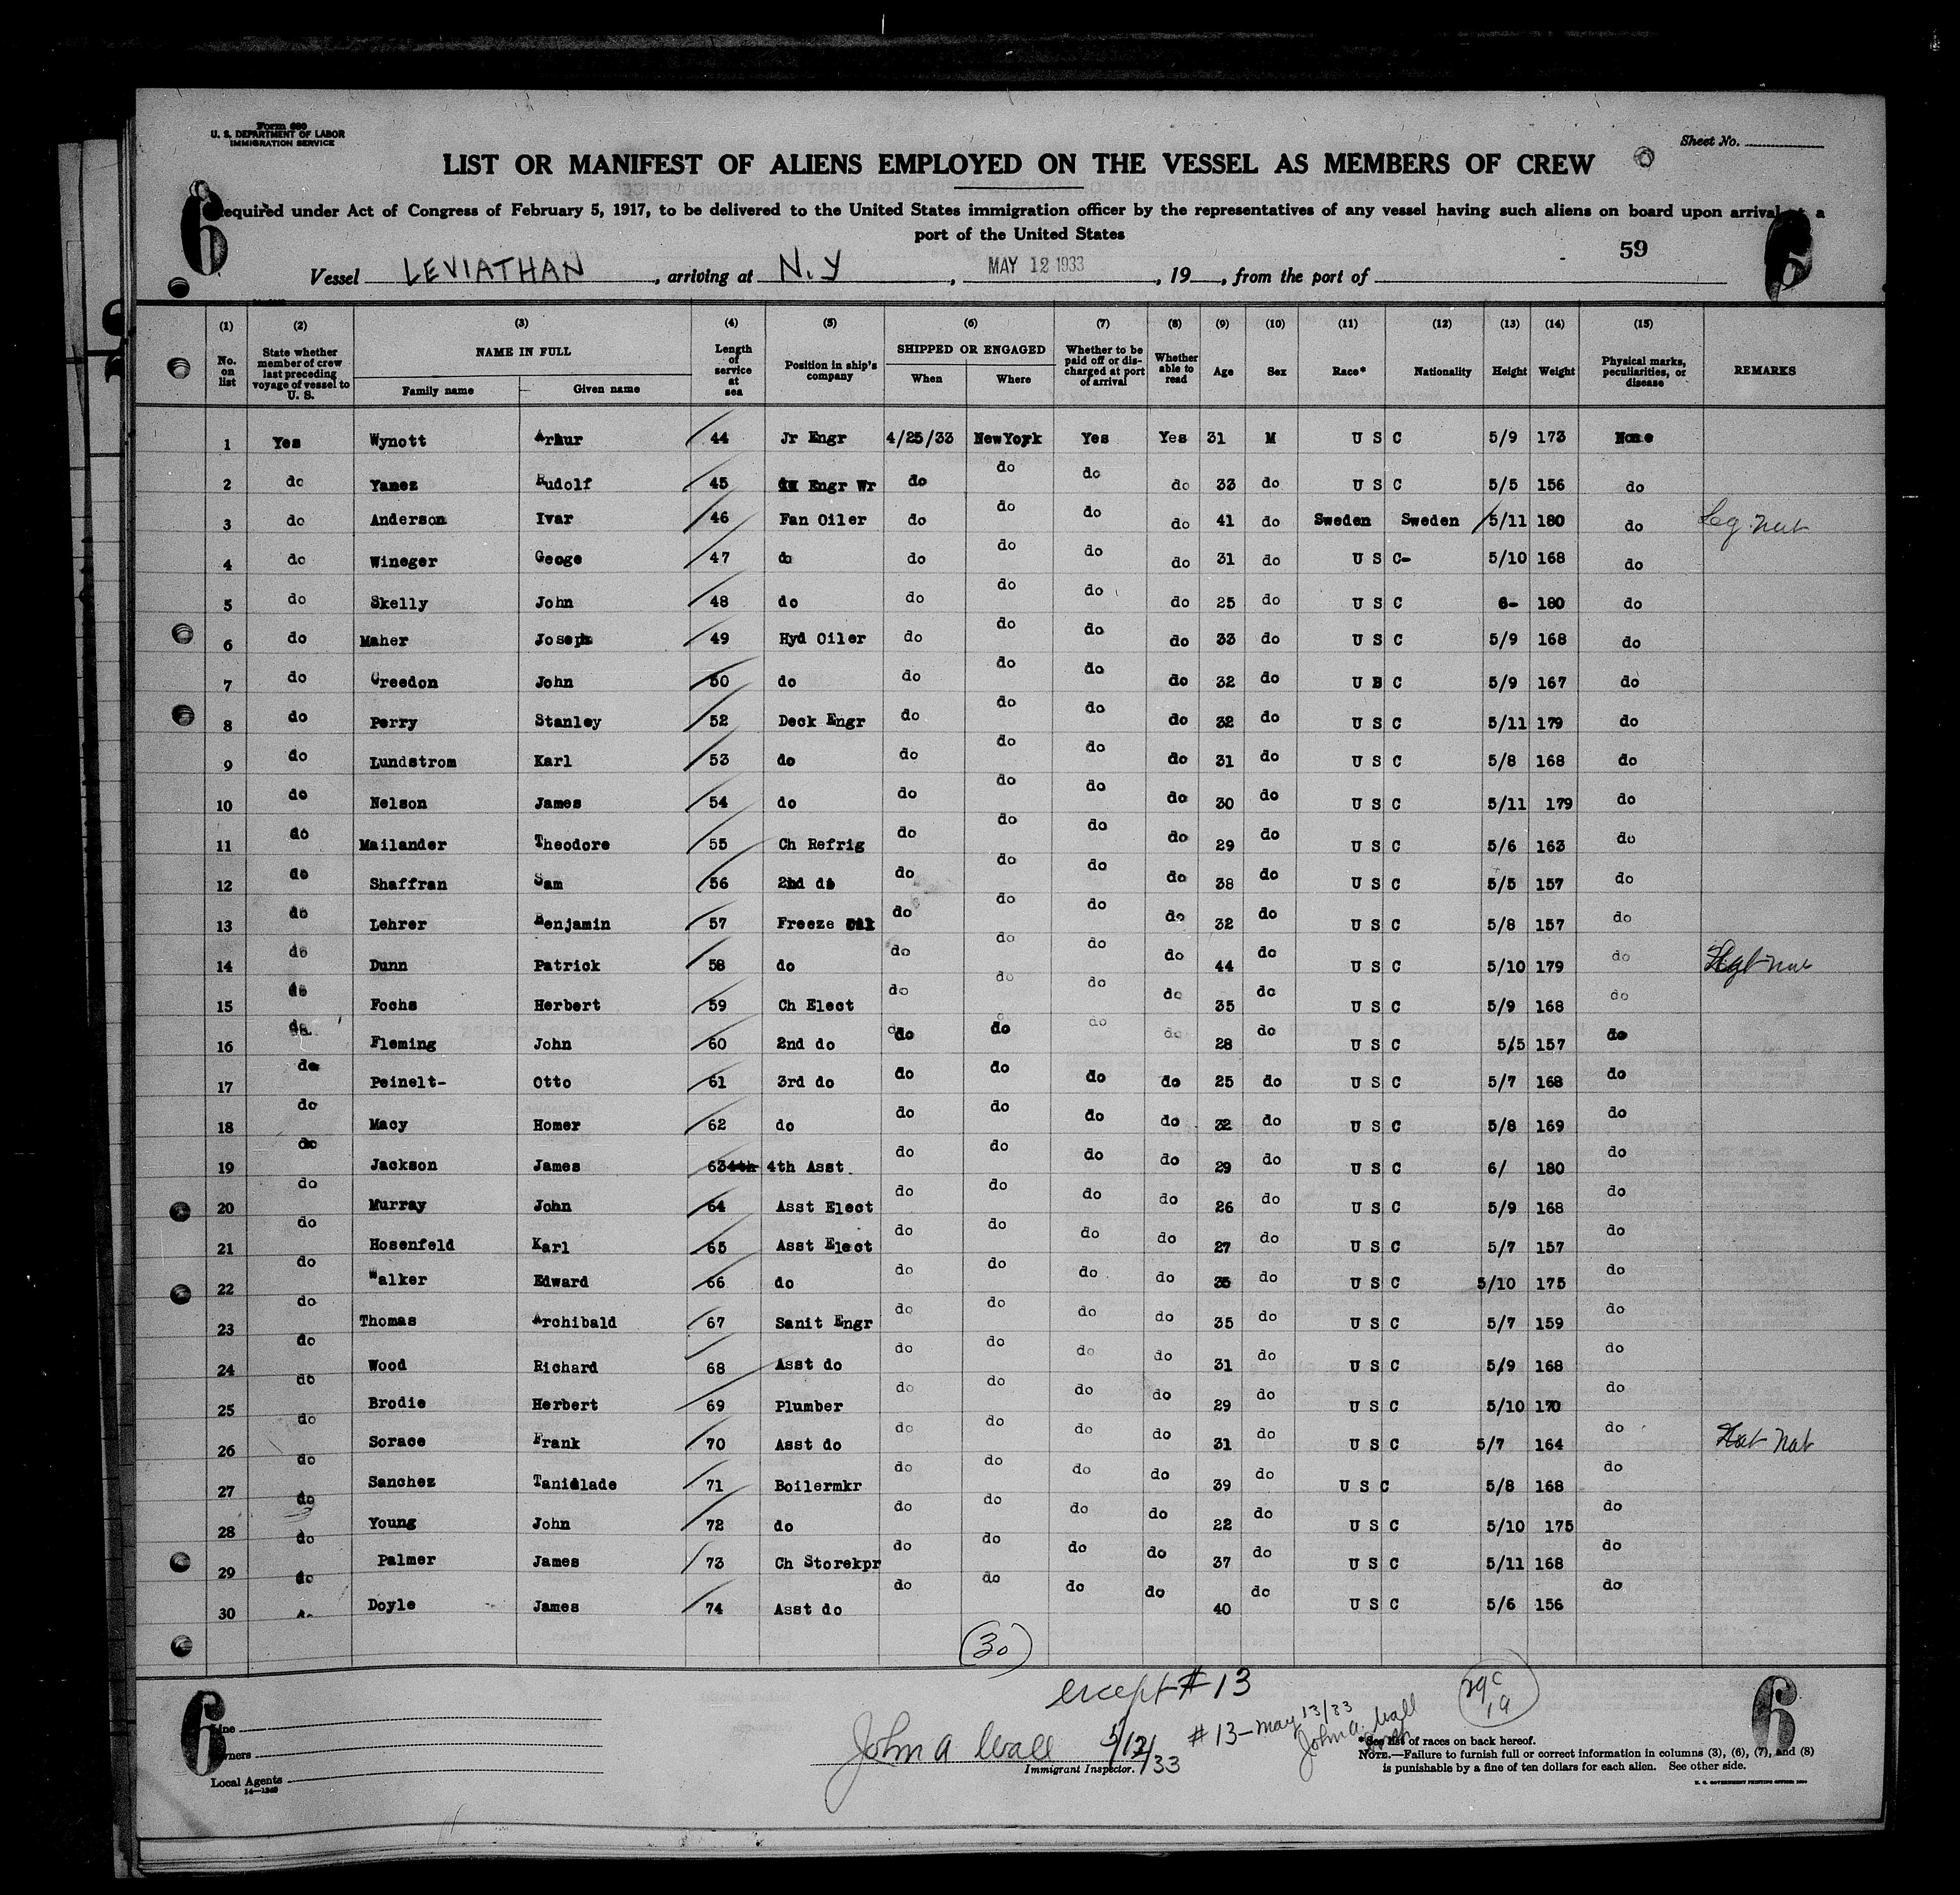 Form 680
U. S. DEPARTMENT OF LABOR
IMMIGRATION SERVICE
Sheet No.
LIST OR MANIFEST OF ALIENS EMPLOYED ON THE VESSEL AS MEMBERS OF CREW
6 equired under Act of Congress of February 5, 1917, to be delivered to the United States immigration officer by the representatives of any vessel having such aliens on board upon arrival a
port of the United States
59
6
Vessel LEVIATHAN, arriving at N.Y, MAY 12 1933, 19, from the port of
(1) (2) (3) (4) (5) (6) (7) (8) (9) (10) (11) (12) (13) (14) (15)
No. on list State whether member of crew last preceding voyage of vessel to U. S. NAME IN FULL Family name Given name Length of service at sea Position in ship's company SHIPPED OR ENGAGED When Where Whether to be paid off or discharged at port of arrival Whether able to read Age Sex Race* Nationality Height Weight Physical marks, peculiarities, or disease REMARKS
1 Yes Wynott Arhur 44 Jr Engr 4/25/33 NewYork Yes Yes 31 M U S C 5/9 173 None
2 do Yanez Rudolf 45 Engr Wr do do do do 33 do U S C 5/5 156 do
3 do Anderson Ivar 46 Fan Oiler do do do do 41 do Sweden Sweden 5/11 180 do Leg. Nat
4 do Wineger Geoge 47 do do do do do 31 do U S C- 5/10 168 do
5 do Skelly John 48 do do do do do 25 do U S C 6- 180 do
6 do Maher Joseph 49 Hyd Oiler do do do do 33 do U S C 5/9 168 do
7 do Creedon John 50 do do do do do 32 do U B C 5/9 167 do
8 do Perry Stanley 52 Deck Engr do do do do 32 do U S C 5/11 179 do
9 do Lundstrom Karl 53 do do do do do 31 do U S C 5/8 168 do
10 do Nelson James 54 do do do do do 30 do U S C 5/11 179 do
11 do Mailander Theodore 55 Ch Refrig do do do do 29 do U S C 5/6 163 do
12 do Shaffran Sam 56 2nd do do do do do 38 do U S C 5/5 157 do
13 do Lehrer Benjamin 57 Freeze do do do do 32 do U S C 5/8 157 do
14 do Dunn Patrick 58 do do do do do 44 do U S C 5/10 179 do Nat
15 do Fochs Herbert 59 Ch Elect do do do do 35 do U S C 5/9 168 do
16 do Fleming John 60 2nd do do do do do 28 do U S C 5/5 157 do
17 do Peinelt- Otto 61 3rd do do do do do 25 do U S C 5/7 168 do
18 do Macy Homer 62 do do do do do 32 do U S C 5/8 169 do
19 do Jackson James 63 4th 4th Asst do do do do 29 do U S C 6/ 180 do
20 do Murray John 64 Asst Elect do do do do 26 do U S C 5/9 168 do
21 do Hosenfeld Karl 65 Asst Elect do do do do 27 do U S C 5/7 157 do
22 do Walker Edward 66 do do do do do do U S C 5/10 175 do
23 do Thomas Archibald 67 Sanit Engr do do do do 35 do U S C 5/7 159 do
24 do Wood Richard 68 Asst do do do do do 31 do U S C 5/9 168 do
25 do Brodie Herbert 69 Plumber do do do do 29 do U S C 5/10 170 do
26 do Sorace Frank 70 Asst do do do do do 31 do U S C 5/7 164 do Nat
27 do Sanchez 71 Boilermkr do do do do 39 do U S C 5/8 168 do
28 do Young John 72 do do do do do 22 do U S C 5/10 175 do
29 do Palmer James 73 Ch Storekpr do do do do 37 do U S C 5/11 168 do
30 do Doyle James 74 Asst do do do do do 40 do U S C 5/6 156 do
(30)
except # 13
6 6
Line
wners
Local Agents
14—1240
John A Wall 5/12/33
Immigrant Inspector.
# 13 - May 13/33
John A. Wall
29C
1A
* See list of races on back hereof.
NOTE.—Failure to furnish full or correct information in columns (3), (6), (7), and (8)
is punishable by a fine of ten dollars for each alien. See other side.